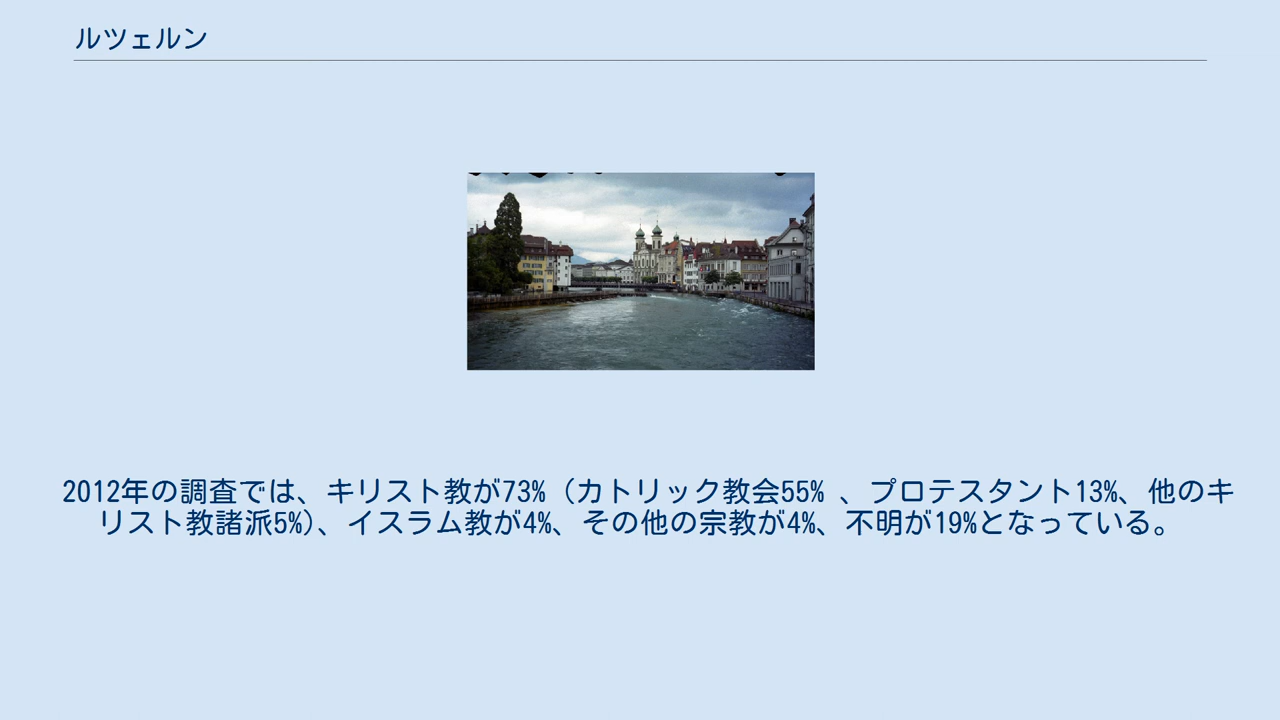 ルツェルン
2012年の調査では、キリスト教が73%（カトリック教会55% 、プロテスタント13%、他のキ
リスト教諸派5%)、イスラム教が4%、その他の宗教が4%、不明が19%となっている。